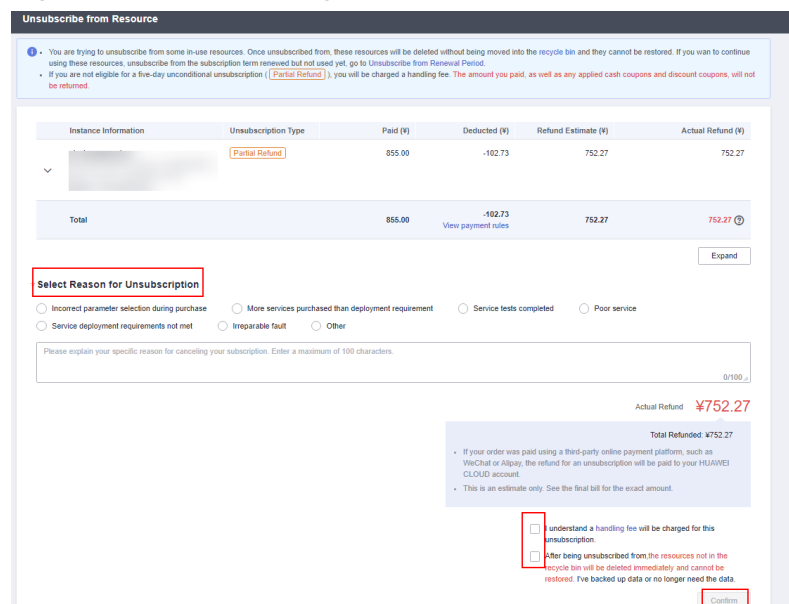 Unsubscribe from Resource
You are trying to unsubscribe from some in-use resources. Once unsubscribed from, these resources will be deleted without being moved into the recycle bin and they cannot be restored. If you wan to continue
using these resources, unsubscribe from the subscription term renewed but not used yet, go to Unsubscribe from Renewal Period.
If you are not eligible for a five-day unconditional unsubscription ( Partial Refund ), you will be charged a handling fee. The amount you paid, as well as any applied cash coupons and discount coupons, will not
be returned.
Instance Information Unsubscription Type Paid (¥) Deducted (¥) Refund Estimate (¥) Actual Refund (¥)
Partial Refund 855.00 -102.73 752.27 752.27
Total 855.00 -102.73 752.27 752.27
View payment rules
Expand
Select Reason for Unsubscription
Incorrect parameter selection during purchase More services purchased than deployment requirement Service tests completed Poor service
Service deployment requirements not met Irreparable fault Other
Please explain your specific reason for canceling your subscription. Enter a maximum of 100 characters.
0/100
Actual Refund ¥752.27
Total Refunded: ¥752.27
If your order was paid using a third-party online payment platform, such as
WeChat or Alipay, the refund for an unsubscription will be paid to your HUAWEI
CLOUD account.
This is an estimate only. See the final bill for the exact amount.
I understand a handling fee will be charged for this
unsubscription.
After being unsubscribed from,the resources not in the
recycle bin will be deleted immediately and cannot be
restored. I've backed up data or no longer need the data.
Confirm